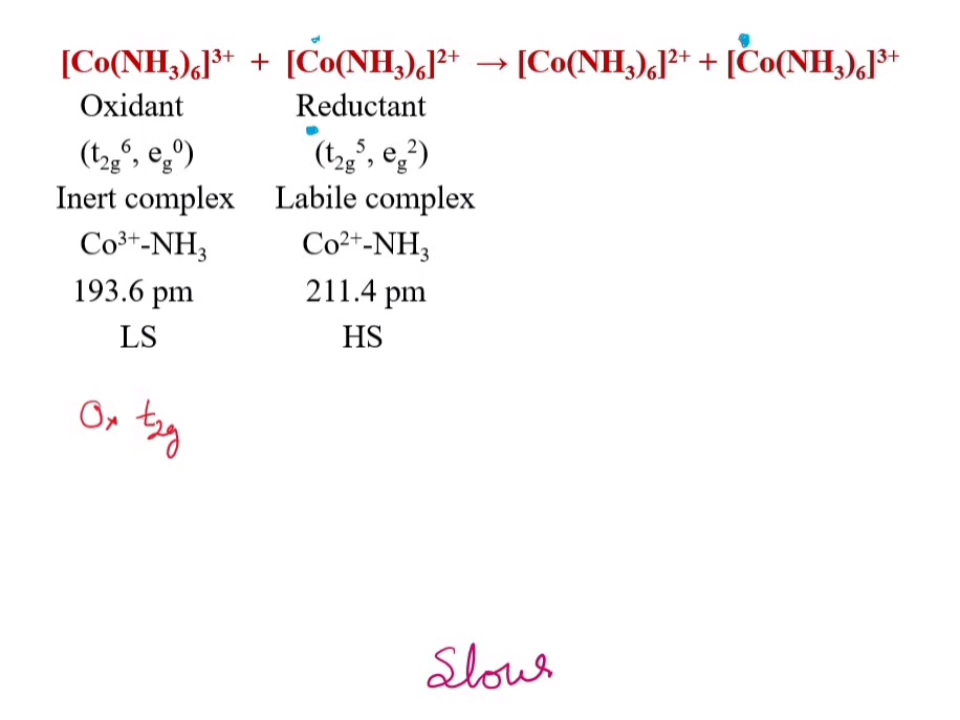 [Co(NH₃)₆]³⁺ + [Co(NH₃)₆]²⁺ → [Co(NH₃)₆]²⁺ + [Co(NH₃)₆]³⁺
Oxidant Reductant
(t₂g⁶, eg⁰) (t₂g⁵, eg²)
Inert complex Labile complex
Co³⁺-NH₃ Co²⁺-NH₃
193.6 pm 211.4 pm
LS HS
Ox t₂g
Slow